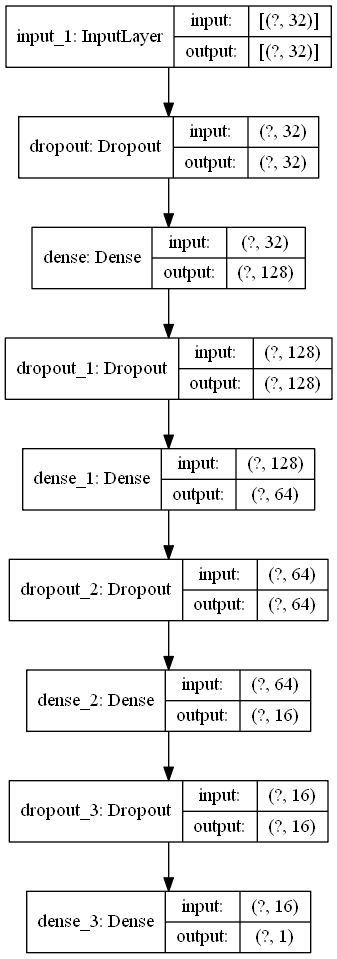 input_1: InputLayer
input: [(?, 32)]
output: [(?, 32)]
dropout: Dropout
input: (?, 32)
output: (?, 32)
dense: Dense
input: (?, 32)
output: (?, 128)
dropout_1: Dropout
input: (?, 128)
output: (?, 128)
dense_1: Dense
input: (?, 128)
output: (?, 64)
dropout_2: Dropout
input: (?, 64)
output: (?, 64)
dense_2: Dense
input: (?, 64)
output: (?, 16)
dropout_3: Dropout
input: (?, 16)
output: (?, 16)
dense_3: Dense
input: (?, 16)
output: (?, 1)